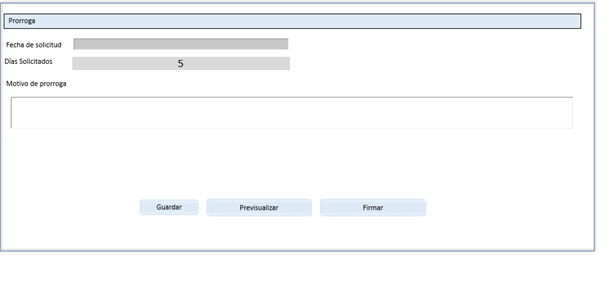 Prorroga
Fecha de solicitud
Días Solicitados 5
Motivo de prorroga
Guardar Previsualizar Firmar